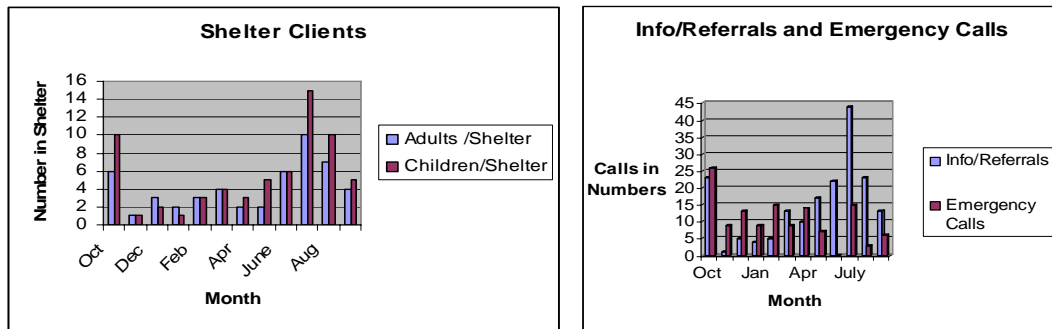 Shelter Clients
Number in Shelter
16
14
12
10
8
6
4
2
0
Oct
Dec
Feb
Apr
June
Aug
Month
Adults /Shelter
Children/Shelter
Info/Referrals and Emergency Calls
Calls in
Numbers
45
40
35
30
25
20
15
10
5
0
Oct
Jan
Apr
July
Month
Info/Referrals
Emergency
Calls